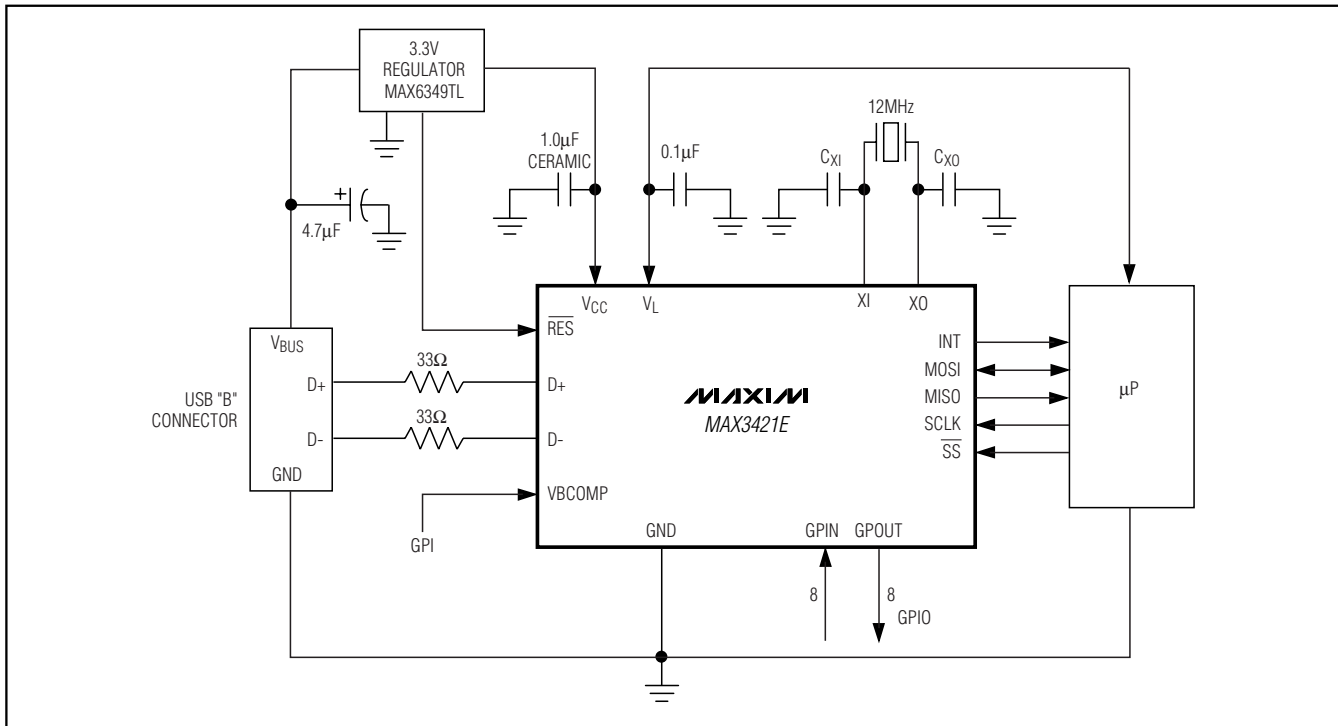 3.3V
REGULATOR
MAX6349TL
1.0µF
CERAMIC
0.1µF
12MHz
CXI
CXO
+
4.7µF
VCC
VL
XI
XO
RES
VBUS
D+
D-
GND
USB "B"
CONNECTOR
33Ω
33Ω
D+
D-
VBCOMP
GPI
MAXIM
MAX3421E
INT
MOSI
MISO
SCLK
SS
µP
GND
GPIN
GPOUT
8
8
GPIO